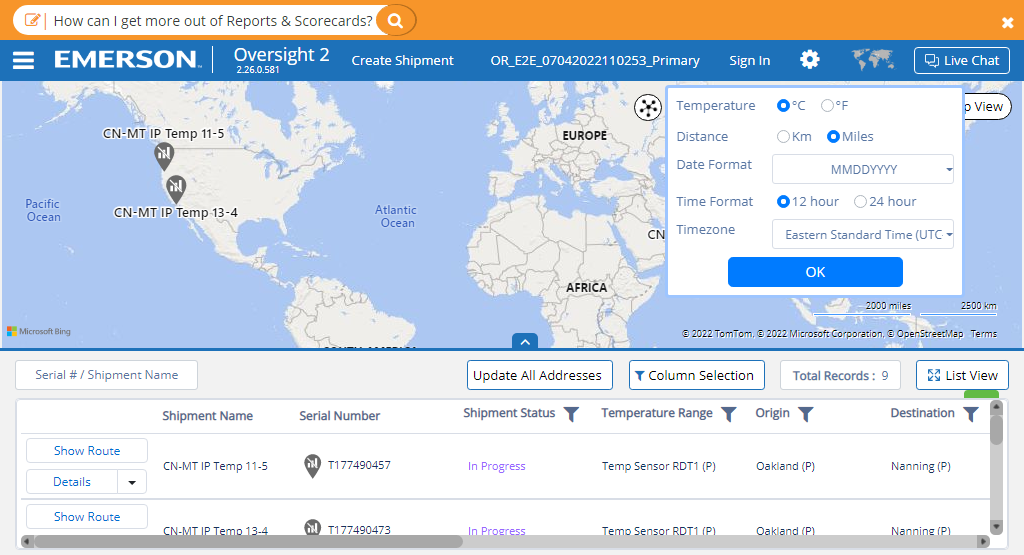 How can I get more out of Reports & Scorecards?
EMERSON
Oversight 2
2.26.0.581
Create Shipment
OR_E2E_07042022110253_Primary
Sign In
Live Chat
Temperature
°C
°F
Distance
Km
Miles
Date Format
MMDDYYYY
Time Format
12 hour
24 hour
Timezone
Eastern Standard Time (UTC
OK
p View
CN-MT IP Temp 11-5
CN-MT IP Temp 13-4
Pacific
Ocean
Atlantic
Ocean
EUROPE
AFRICA
CN
2000 miles
2500 km
Microsoft Bing
© 2022 TomTom, © 2022 Microsoft Corporation, © OpenStreetMap Terms
Serial # / Shipment Name
Update All Addresses
Column Selection
Total Records : 9
List View
Shipment Name
Serial Number
Shipment Status
Temperature Range
Origin
Destination
Show Route
Details
CN-MT IP Temp 11-5
T177490457
In Progress
Temp Sensor RDT1 (P)
Oakland (P)
Nanning (P)
Show Route
CN-MT IP Temp 13-4
T177490473
In Progress
Temp Sensor RDT1 (P)
Oakland (P)
Nanning (P)